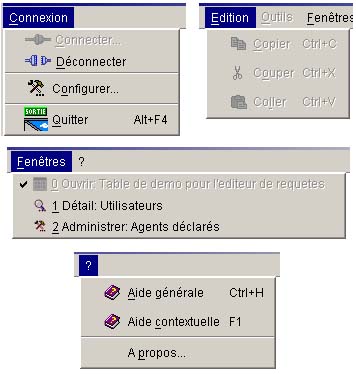 Connexion
Connecter...
Déconnecter
Configurer...
SORTIE
Quitter Alt+F4
Edition Outils Fenêtres
Copier Ctrl+C
Couper Ctrl+X
Coller Ctrl+V
Fenêtres ?
0 Ouvrir: Table de demo pour l'editeur de requetes
1 Détail: Utilisateurs
2 Administrer: Agents déclarés
?
Aide générale Ctrl+H
Aide contextuelle F1
A propos...